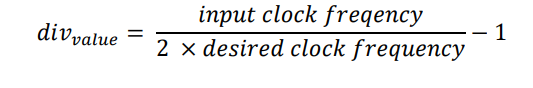 div_value = input clock freqency / 2 × desired clock frequency − 1